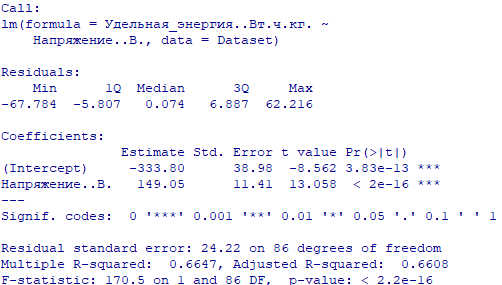 Call:
lm(formula = Удельная_энергия..Вт.ч.кг. ~
    Напряжение..В., data = Dataset)

Residuals:
    Min      1Q  Median      3Q     Max
-67.784  -5.807   0.074   6.887  62.216

Coefficients:
               Estimate Std. Error t value Pr(>|t|)
(Intercept)     -333.80      38.98  -8.562 3.83e-13 ***
Напряжение..В.   149.05      11.41  13.058  < 2e-16 ***
---
Signif. codes:  0 '***' 0.001 '**' 0.01 '*' 0.05 '.' 0.1 ' ' 1

Residual standard error: 24.22 on 86 degrees of freedom
Multiple R-squared:  0.6647, Adjusted R-squared:  0.6608
F-statistic: 170.5 on 1 and 86 DF,  p-value: < 2.2e-16